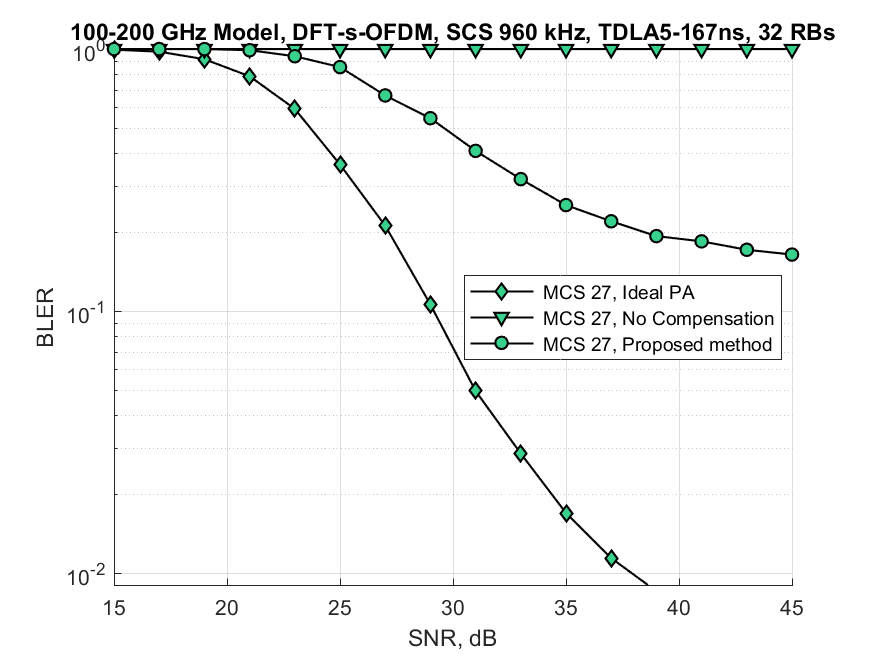 100-200 GHz Model, DFT-s-OFDM, SCS 960 kHz, TDLA5-167ns, 32 RBs
10^0
10^-1
10^-2
BLER
MCS 27, Ideal PA
MCS 27, No Compensation
MCS 27, Proposed method
15 20 25 30 35 40 45
SNR, dB